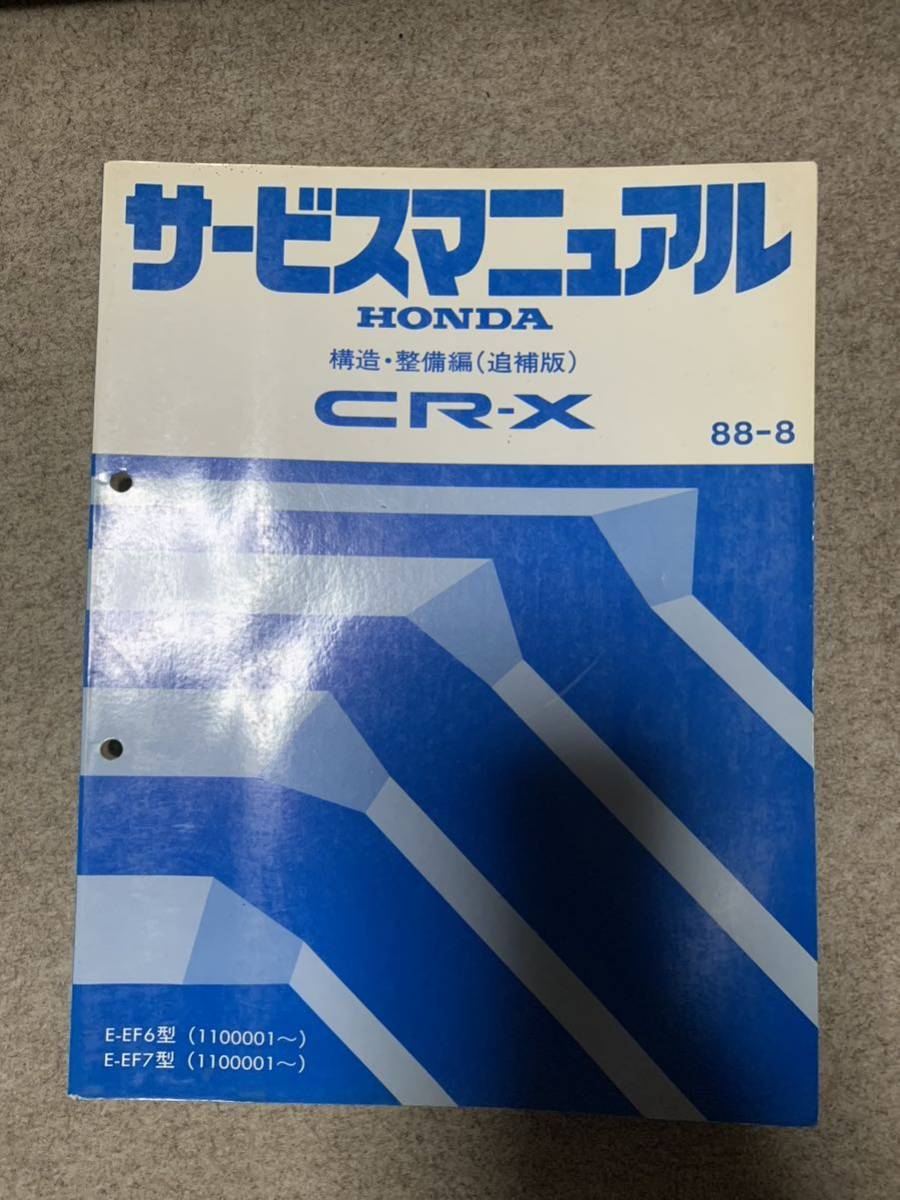 サービスマニュアル
HONDA
構造・整備編（追補版）
CR-X
88-8
E-EF6型（1100001～）
E-EF7型（1100001～）